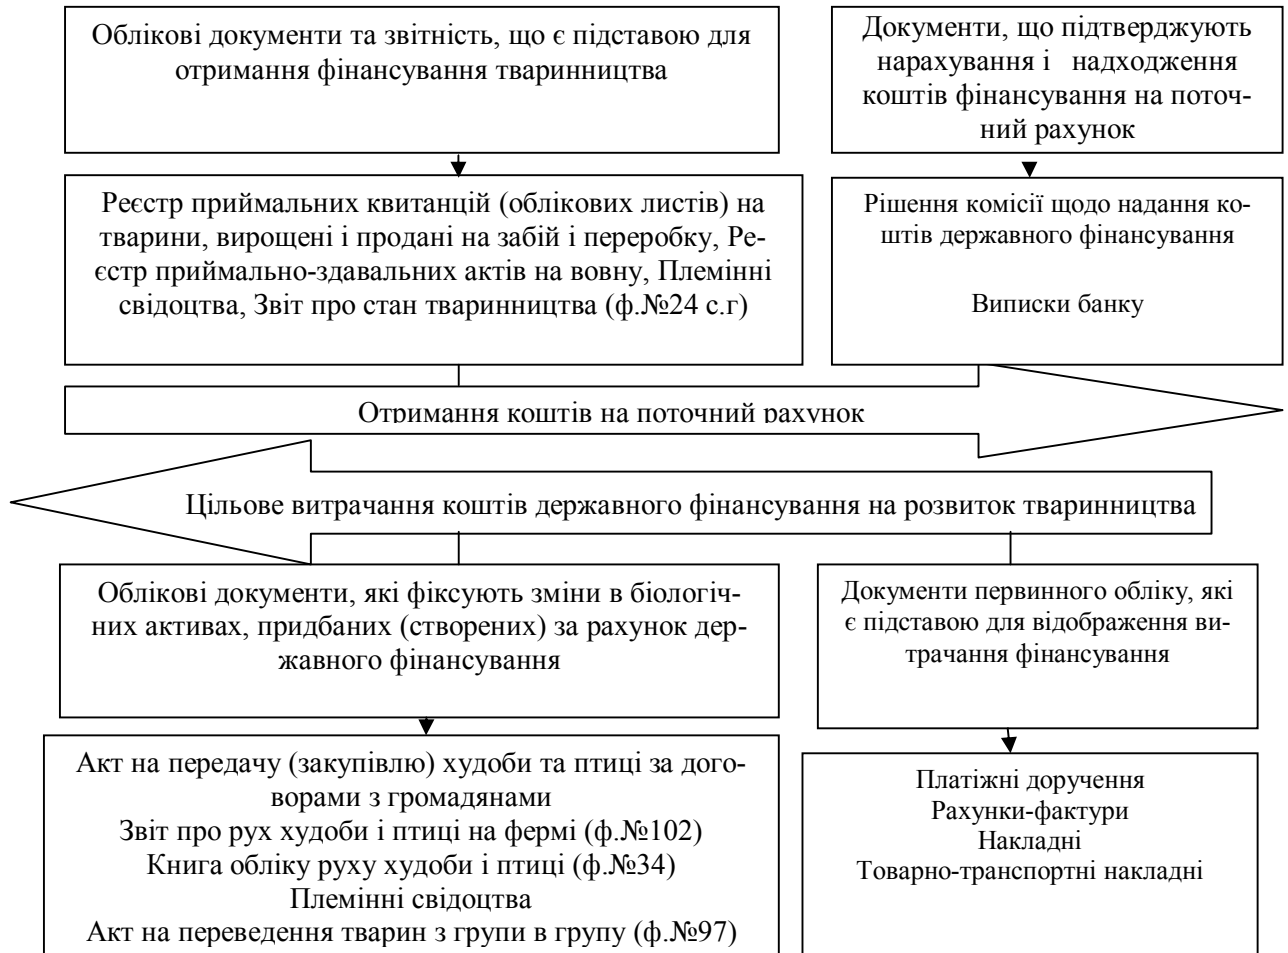 Облікові документи та звітність, що є підставою для
отримання фінансування тваринництва
Документи, що підтверджують
нарахування і надходження
коштів фінансування на поточ-
ний рахунок
Реєстр приймальних квитанцій (облікових листів) на
тварини, вирощені і продані на забій і переробку, Ре-
єстр приймально-здавальних актів на вовну, Племінні
свідоцтва, Звіт про стан тваринництва (ф.№24 с.г)
Рішення комісії щодо надання ко-
штів державного фінансування
Виписки банку
Отримання коштів на поточний рахунок
Цільове витрачання коштів державного фінансування на розвиток тваринництва
Облікові документи, які фіксують зміни в біологіч-
них активах, придбаних (створених) за рахунок дер-
жавного фінансування
Документи первинного обліку, які
є підставою для відображення ви-
трачання фінансування
Акт на передачу (закупівлю) худоби та птиці за дого-
ворами з громадянами
Звіт про рух худоби і птиці на фермі (ф.№102)
Книга обліку руху худоби і птиці (ф.№34)
Племінні свідоцтва
Акт на переведення тварин з групи в групу (ф.№97)
Платіжні доручення
Рахунки-фактури
Накладні
Товарно-транспортні накладні